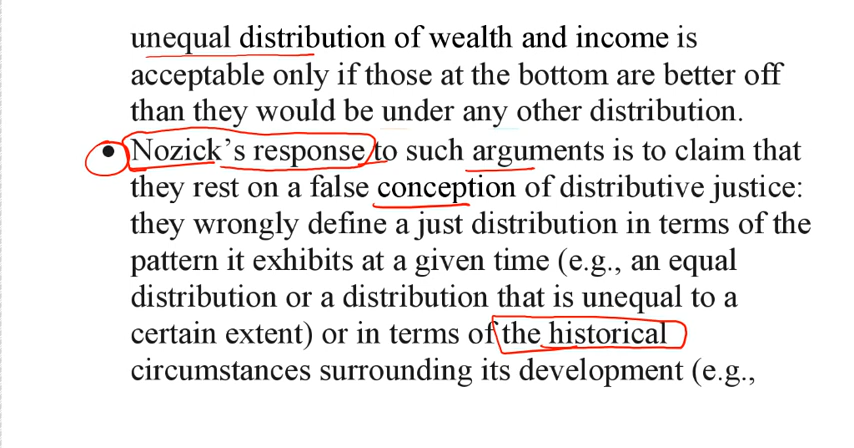 unequal distribution of wealth and income is
acceptable only if those at the bottom are better off
than they would be under any other distribution.
• Nozick’s response to such arguments is to claim that
they rest on a false conception of distributive justice:
they wrongly define a just distribution in terms of the
pattern it exhibits at a given time (e.g., an equal
distribution or a distribution that is unequal to a
certain extent) or in terms of the historical
circumstances surrounding its development (e.g.,